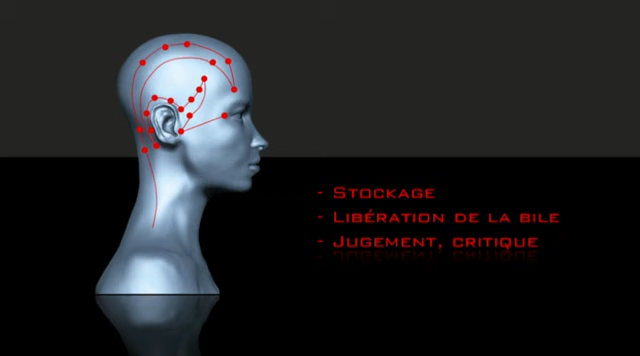 - Stockage
- Libération de la bile
- Jugement, critique